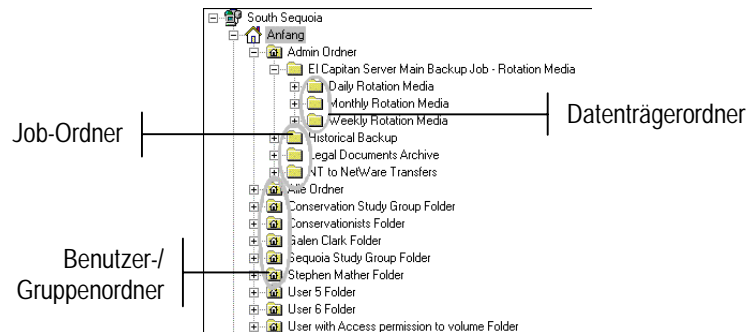 South Sequoia
Anfang
Admin Ordner
El Capitan Server Main Backup Job - Rotation Media
Daily Rotation Media
Monthly Rotation Media
Weekly Rotation Media
Historical Backup
Legal Documents Archive
NT to NetWare Transfers
Alle Ordner
Conservation Study Group Folder
Conservationists Folder
Galen Clark Folder
Sequoia Study Group Folder
Stephen Mather Folder
User 5 Folder
User 6 Folder
User with Access permission to volume Folder
Job-Ordner
Datenträgerordner
Benutzer-/
Gruppenordner